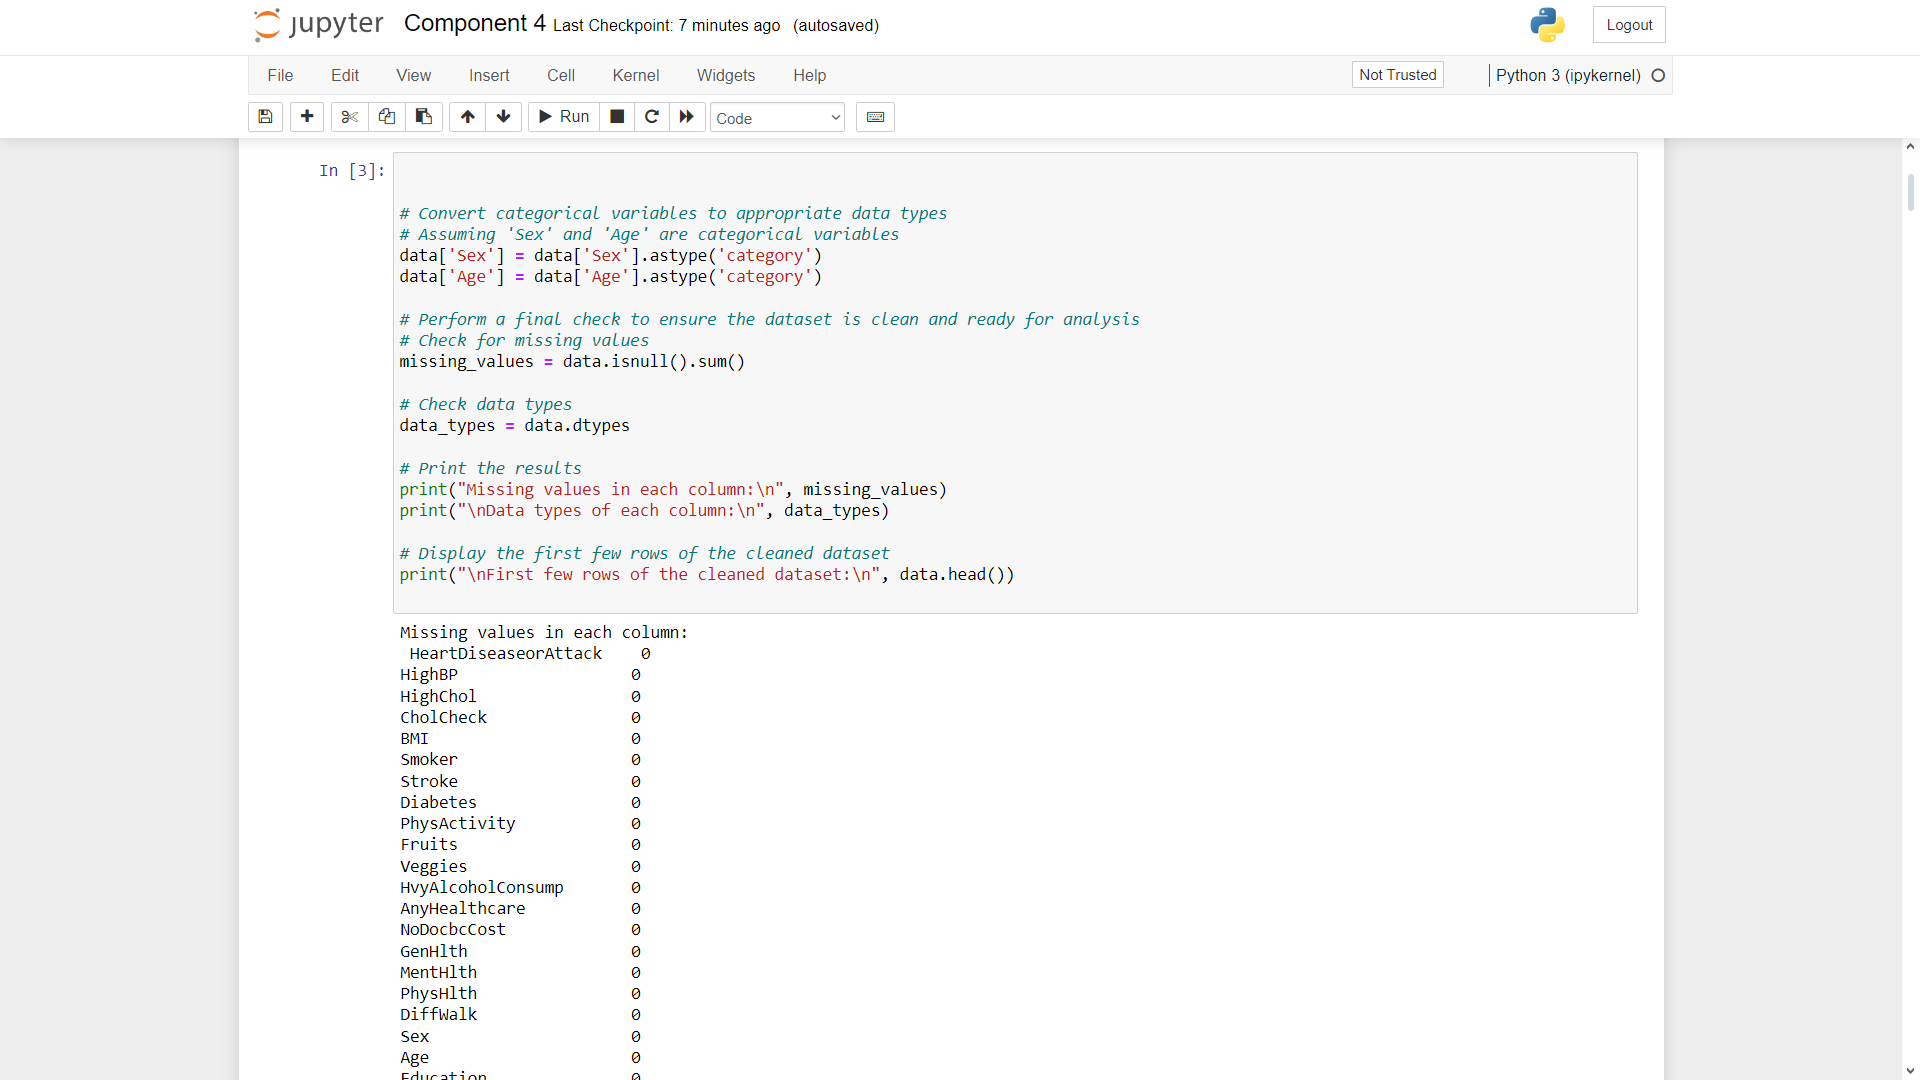 jupyter Component 4 Last Checkpoint: 7 minutes ago (autosaved)
Logout
File Edit View Insert Cell Kernel Widgets Help
Not Trusted
Python 3 (ipykernel)
Run
Code
In [3]:
# Convert categorical variables to appropriate data types
# Assuming 'Sex' and 'Age' are categorical variables
data['Sex'] = data['Sex'].astype('category')
data['Age'] = data['Age'].astype('category')
# Perform a final check to ensure the dataset is clean and ready for analysis
# Check for missing values
missing_values = data.isnull().sum()
# Check data types
data_types = data.dtypes
# Print the results
print("Missing values in each column:\n", missing_values)
print("\nData types of each column:\n", data_types)
# Display the first few rows of the cleaned dataset
print("\nFirst few rows of the cleaned dataset:\n", data.head())
Missing values in each column:
HeartDiseaseorAttack 0
HighBP 0
HighChol 0
CholCheck 0
BMI 0
Smoker 0
Stroke 0
Diabetes 0
PhysActivity 0
Fruits 0
Veggies 0
HvyAlcoholConsump 0
AnyHealthcare 0
NoDocbcCost 0
GenHlth 0
MentHlth 0
PhysHlth 0
DiffWalk 0
Sex 0
Age 0
Education 0